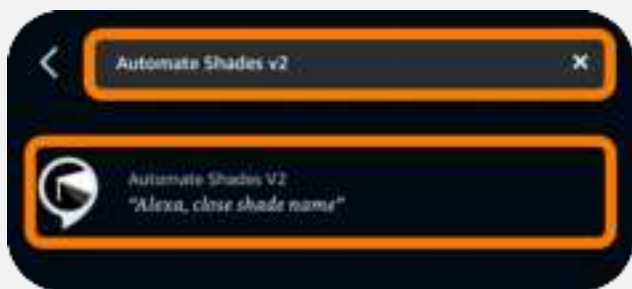 Automate Shades v2
Automate Shades V2
"Alexa, close shade name"